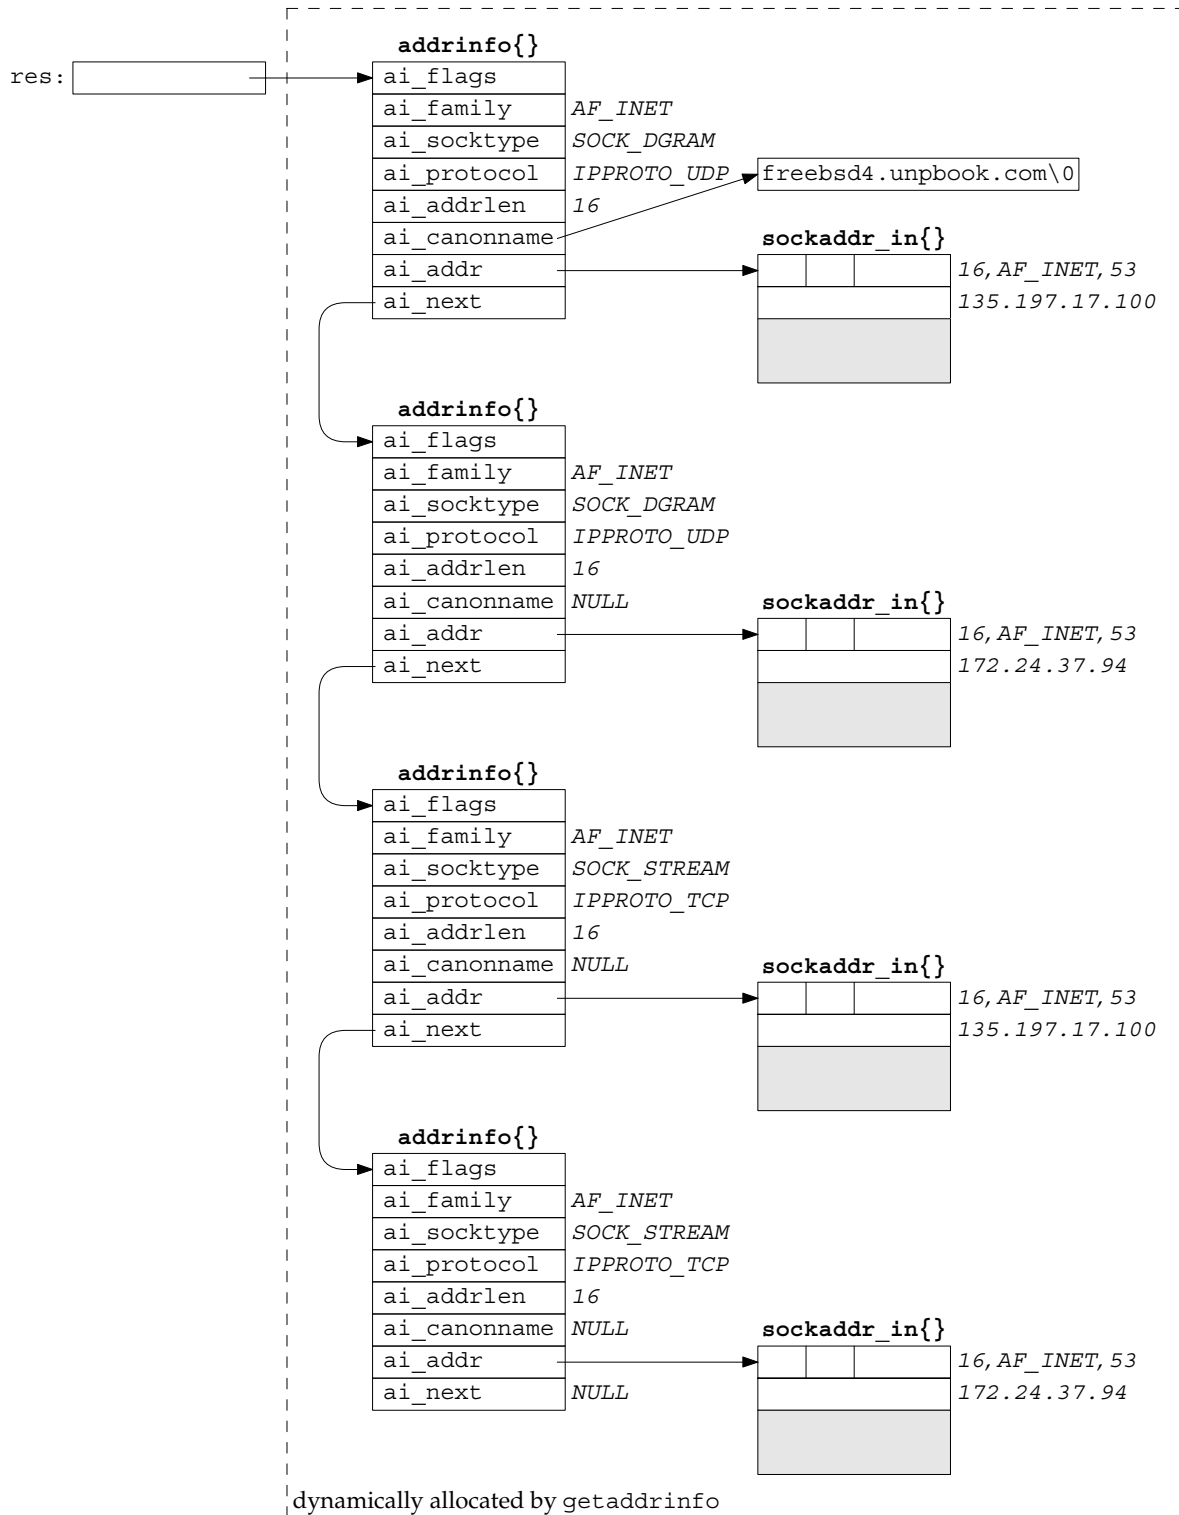 addrinfo{}
res:
ai_flags
ai_family AF_INET
ai_socktype SOCK_DGRAM
ai_protocol IPPROTO_UDP freebsd4.unpbook.com\0
ai_addrlen 16
ai_canonname sockaddr_in{}
ai_addr 16, AF_INET, 53
ai_next 135.197.17.100
addrinfo{}
ai_flags
ai_family AF_INET
ai_socktype SOCK_DGRAM
ai_protocol IPPROTO_UDP
ai_addrlen 16
ai_canonname NULL sockaddr_in{}
ai_addr 16, AF_INET, 53
ai_next 172.24.37.94
addrinfo{}
ai_flags
ai_family AF_INET
ai_socktype SOCK_STREAM
ai_protocol IPPROTO_TCP
ai_addrlen 16
ai_canonname NULL sockaddr_in{}
ai_addr 16, AF_INET, 53
ai_next 135.197.17.100
addrinfo{}
ai_flags
ai_family AF_INET
ai_socktype SOCK_STREAM
ai_protocol IPPROTO_TCP
ai_addrlen 16
ai_canonname NULL sockaddr_in{}
ai_addr 16, AF_INET, 53
ai_next NULL 172.24.37.94
dynamically allocated by getaddrinfo